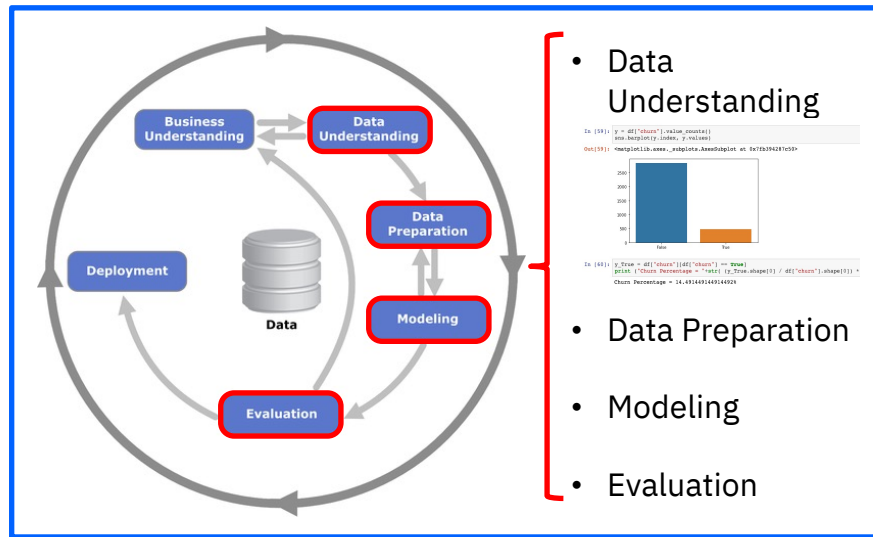 Business
Understanding
Data
Understanding
Data
Preparation
Deployment
Data
Modeling
Evaluation
• Data
Understanding
In [59]: y = df["churn"].value_counts()
sns.barplot(y.index, y.values)
Out[59]: <matplotlib.axes._subplots.AxesSubplot at 0x7fb394287c50>
2500
2000
1500
1000
500
0
False
True
In [60]: y_True = df["churn"][df["churn"] == True]
print ("Churn Percentage = "+str( (y_True.shape[0] / df["churn"].shape[0]) *
Churn Percentage = 14.491449144914492%
• Data Preparation
• Modeling
• Evaluation